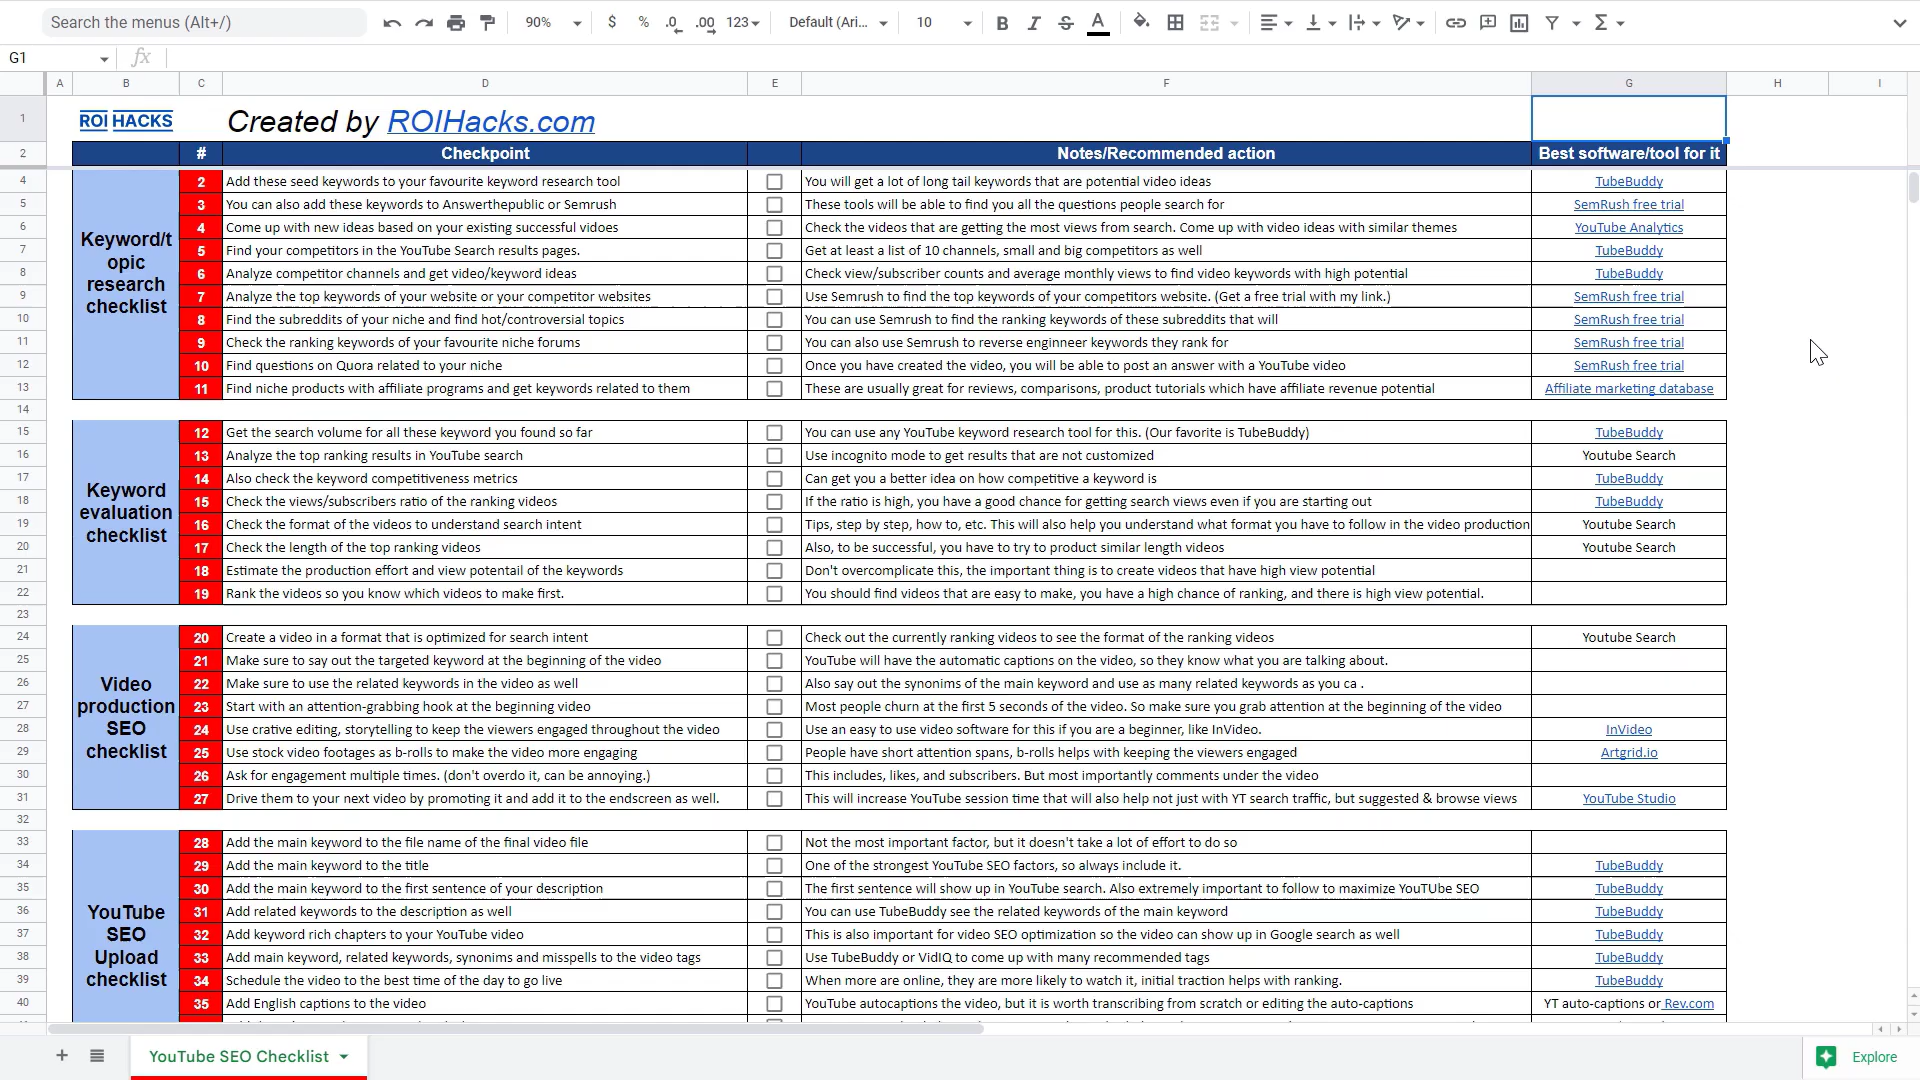 Search the menus (Alt+/)
90%
$ % .0 .00 123
Default (Ari...
10
B I S A
G1
fx
A B C D E F G H I
1 ROI HACKS Created by ROIHacks.com
2 # Checkpoint Notes/Recommended action Best software/tool for it
Keyword/t
opic
research
checklist
4 2 Add these seed keywords to your favourite keyword research tool You will get a lot of long tail keywords that are potential video ideas TubeBuddy
5 3 You can also add these keywords to Answerthepublic or Semrush These tools will be able to find you all the questions people search for SemRush free trial
6 4 Come up with new ideas based on your existing successful vidoes Check the videos that are getting the most views from search. Come up with video ideas with similar themes YouTube Analytics
7 5 Find your competitors in the YouTube Search results pages. Get at least a list of 10 channels, small and big competitors as well TubeBuddy
8 6 Analyze competitor channels and get video/keyword ideas Check view/subscriber counts and average monthly views to find video keywords with high potential TubeBuddy
9 7 Analyze the top keywords of your website or your competitor websites Use Semrush to find the top keywords of your competitors website. (Get a free trial with my link.) SemRush free trial
10 8 Find the subreddits of your niche and find hot/controversial topics You can use Semrush to find the ranking keywords of these subreddits that will SemRush free trial
11 9 Check the ranking keywords of your favourite niche forums You can also use Semrush to reverse enginneer keywords they rank for SemRush free trial
12 10 Find questions on Quora related to your niche Once you have created the video, you will be able to post an answer with a YouTube video SemRush free trial
13 11 Find niche products with affiliate programs and get keywords related to them These are usually great for reviews, comparisons, product tutorials which have affiliate revenue potential Affiliate marketing database
14
Keyword
evaluation
checklist
15 12 Get the search volume for all these keyword you found so far You can use any YouTube keyword research tool for this. (Our favorite is TubeBuddy) TubeBuddy
16 13 Analyze the top ranking results in YouTube search Use incognito mode to get results that are not customized Youtube Search
17 14 Also check the keyword competitiveness metrics Can get you a better idea on how competitive a keyword is TubeBuddy
18 15 Check the views/subscribers ratio of the ranking videos If the ratio is high, you have a good chance for getting search views even if you are starting out TubeBuddy
19 16 Check the format of the videos to understand search intent Tips, step by step, how to, etc. This will also help you understand what format you have to follow in the video production Youtube Search
20 17 Check the length of the top ranking videos Also, to be successful, you have to try to product similar length videos Youtube Search
21 18 Estimate the production effort and view potentail of the keywords Don't overcomplicate this, the important thing is to create videos that have high view potential
22 19 Rank the videos so you know which videos to make first. You should find videos that are easy to make, you have a high chance of ranking, and there is high view potential.
23
Video
production
SEO
checklist
24 20 Create a video in a format that is optimized for search intent Check out the currently ranking videos to see the format of the ranking videos Youtube Search
25 21 Make sure to say out the targeted keyword at the beginning of the video YouTube will have the automatic captions on the video, so they know what you are talking about.
26 22 Make sure to use the related keywords in the video as well Also say out the synonims of the main keyword and use as many related keywords as you ca .
27 23 Start with an attention-grabbing hook at the beginning video Most people churn at the first 5 seconds of the video. So make sure you grab attention at the beginning of the video
28 24 Use crative editing, storytelling to keep the viewers engaged throughout the video Use an easy to use video software for this if you are a beginner, like InVideo. InVideo
29 25 Use stock video footages as b-rolls to make the video more engaging People have short attention spans, b-rolls helps with keeping the viewers engaged Artgrid.io
30 26 Ask for engagement multiple times. (don't overdo it, can be annoying.) This includes, likes, and subscribers. But most importantly comments under the video
31 27 Drive them to your next video by promoting it and add it to the endscreen as well. This will increase YouTube session time that will also help not just with YT search traffic, but suggested & browse views YouTube Studio
32
YouTube
SEO
Upload
checklist
33 28 Add the main keyword to the file name of the final video file Not the most important factor, but it doesn't take a lot of effort to do so
34 29 Add the main keyword to the title One of the strongest YouTube SEO factors, so always include it. TubeBuddy
35 30 Add the main keyword to the first sentence of your description The first sentence will show up in YouTube search. Also extremely important to follow to maximize YouTUBE SEO TubeBuddy
36 31 Add related keywords to the description as well You can use TubeBuddy see the related keywords of the main keyword TubeBuddy
37 32 Add keyword rich chapters to your YouTube video This is also important for video SEO optimization so the video can show up in Google search as well TubeBuddy
38 33 Add main keyword, related keywords, synonims and misspells to the video tags Use TubeBuddy or VidIQ to come up with many recommended tags TubeBuddy
39 34 Schedule the video to the best time of the day to go live When more are online, they are more likely to watch it, initial traction helps with ranking. TubeBuddy
40 35 Add English captions to the video YouTube autocaptions the video, but it is worth transcribing from scratch or editing the auto-captions YT auto-captions or Rev.com
YouTube SEO Checklist
Explore